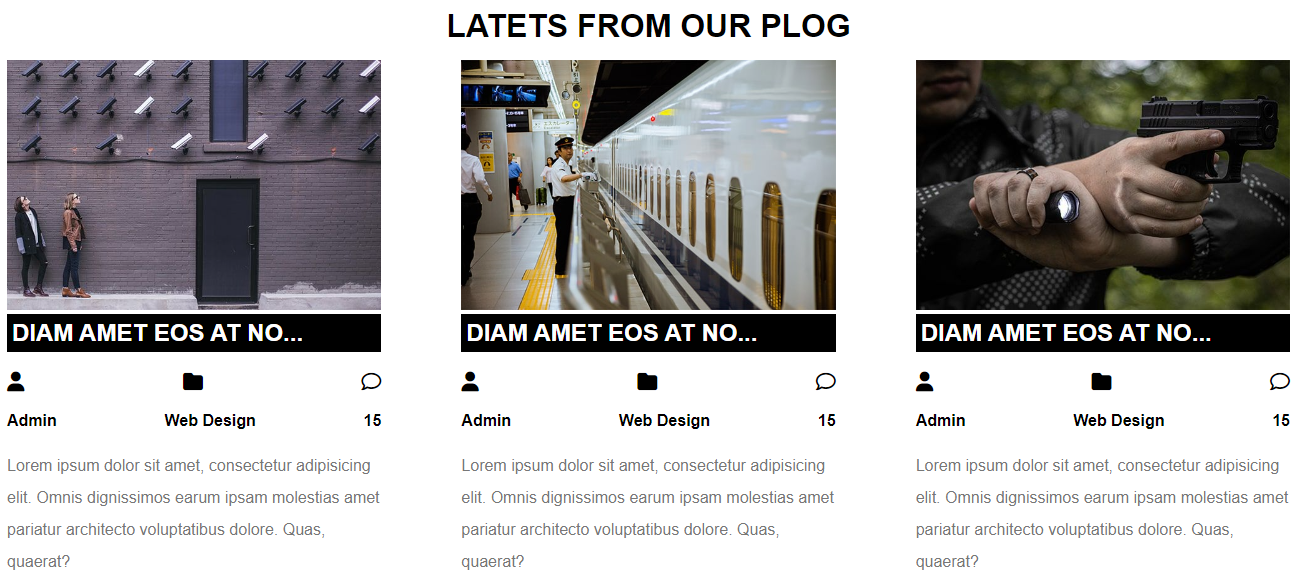 LATETS FROM OUR PLOG
DIAM AMET EOS AT NO...
Admin Web Design 15
Lorem ipsum dolor sit amet, consectetur adipisicing
elit. Omnis dignissimos earum ipsam molestias amet
pariatur architecto voluptatibus dolore. Quas,
quaerat?
DIAM AMET EOS AT NO...
Admin Web Design 15
Lorem ipsum dolor sit amet, consectetur adipisicing
elit. Omnis dignissimos earum ipsam molestias amet
pariatur architecto voluptatibus dolore. Quas,
quaerat?
DIAM AMET EOS AT NO...
Admin Web Design 15
Lorem ipsum dolor sit amet, consectetur adipisicing
elit. Omnis dignissimos earum ipsam molestias amet
pariatur architecto voluptatibus dolore. Quas,
quaerat?